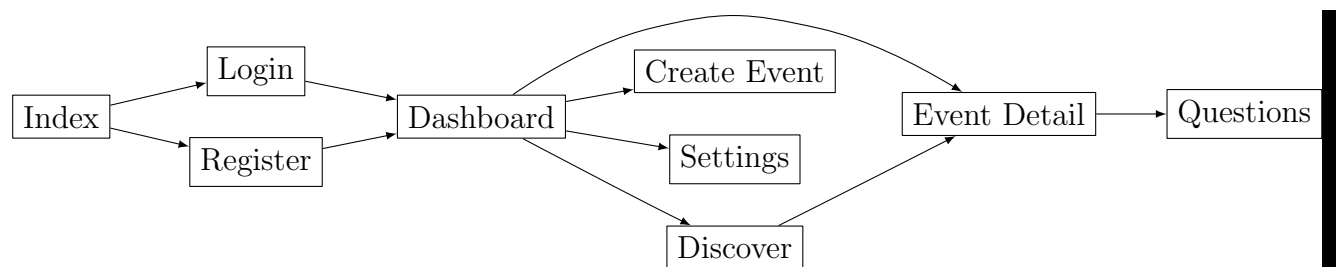 Index
Login
Register
Dashboard
Create Event
Settings
Discover
Event Detail
Questions